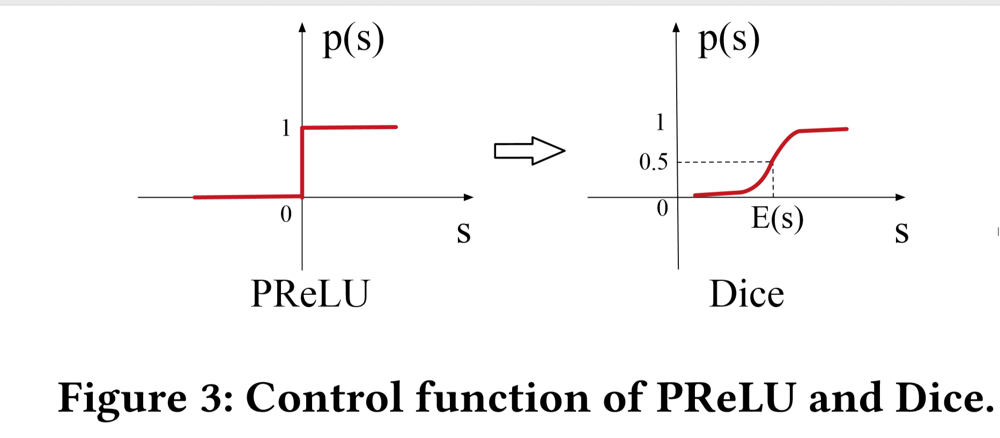 p(s)
1
0
s
PReLU
p(s)
1
0.5
0
E(s)
s
Dice
Figure 3: Control function of PReLU and Dice.